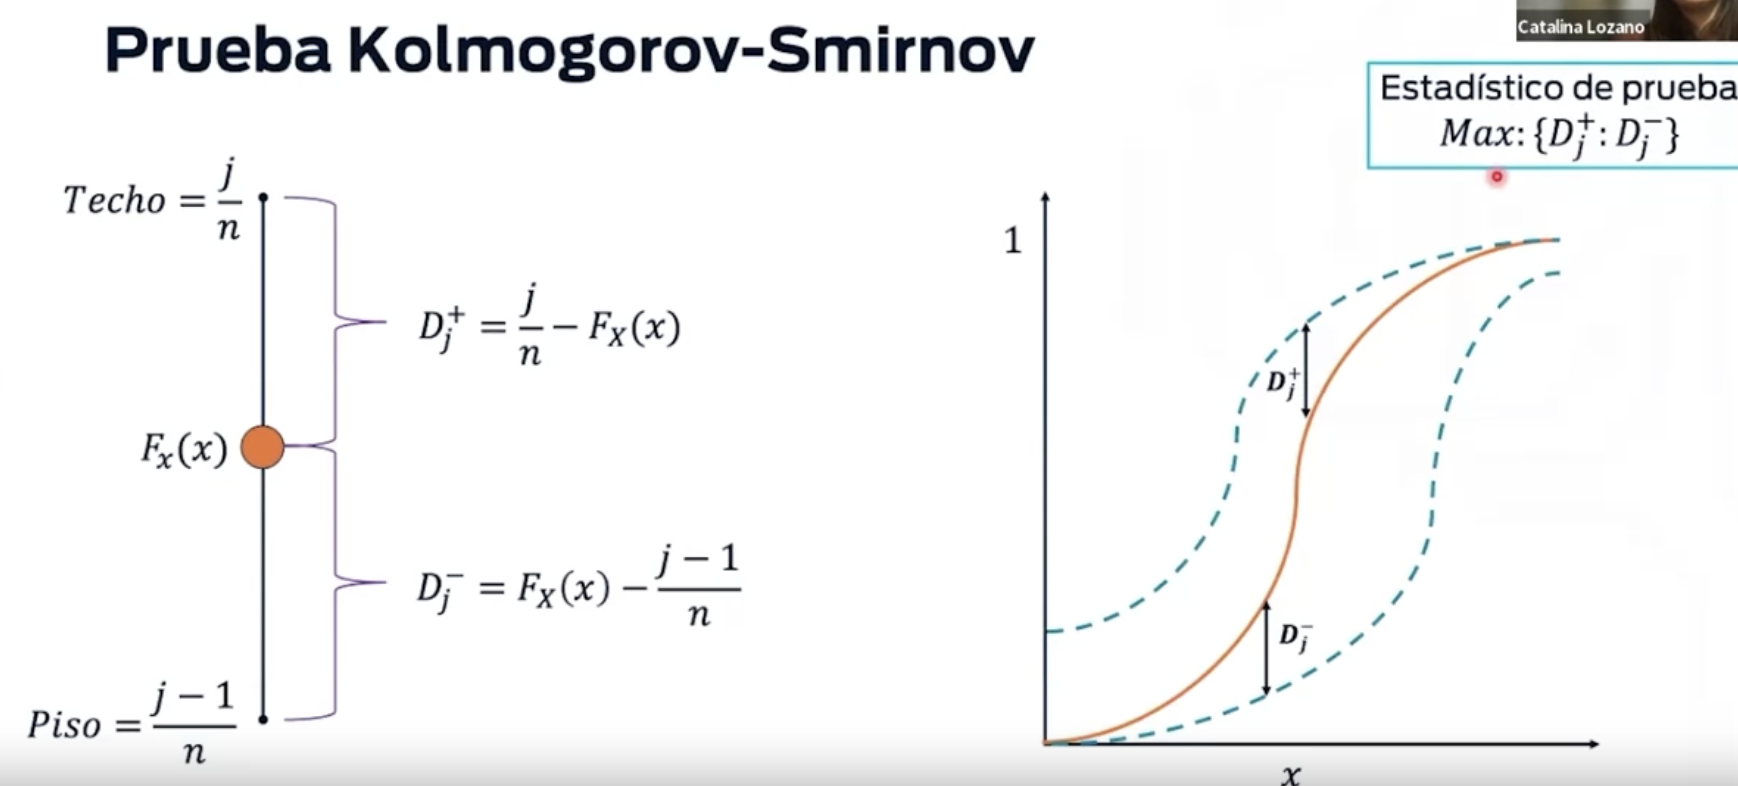 Prueba Kolmogorov-Smirnov
Catalina Lozano
Estadístico de prueba
Max: {D_j^+ : D_j^-}
Techo = j/n
D_j^+ = j/n − F_X(x)
F_x(x)
D_j^- = F_X(x) − (j − 1)/n
Piso = (j − 1)/n
1
D_j^+
D_j^-
x